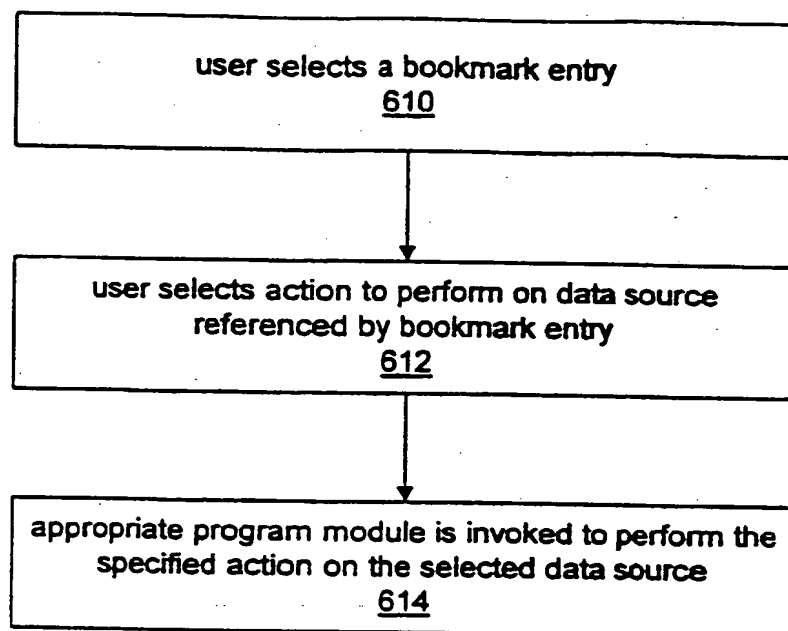 user selects a bookmark entry
610
user selects action to perform on data source
referenced by bookmark entry
612
appropriate program module is invoked to perform the
specified action on the selected data source
614